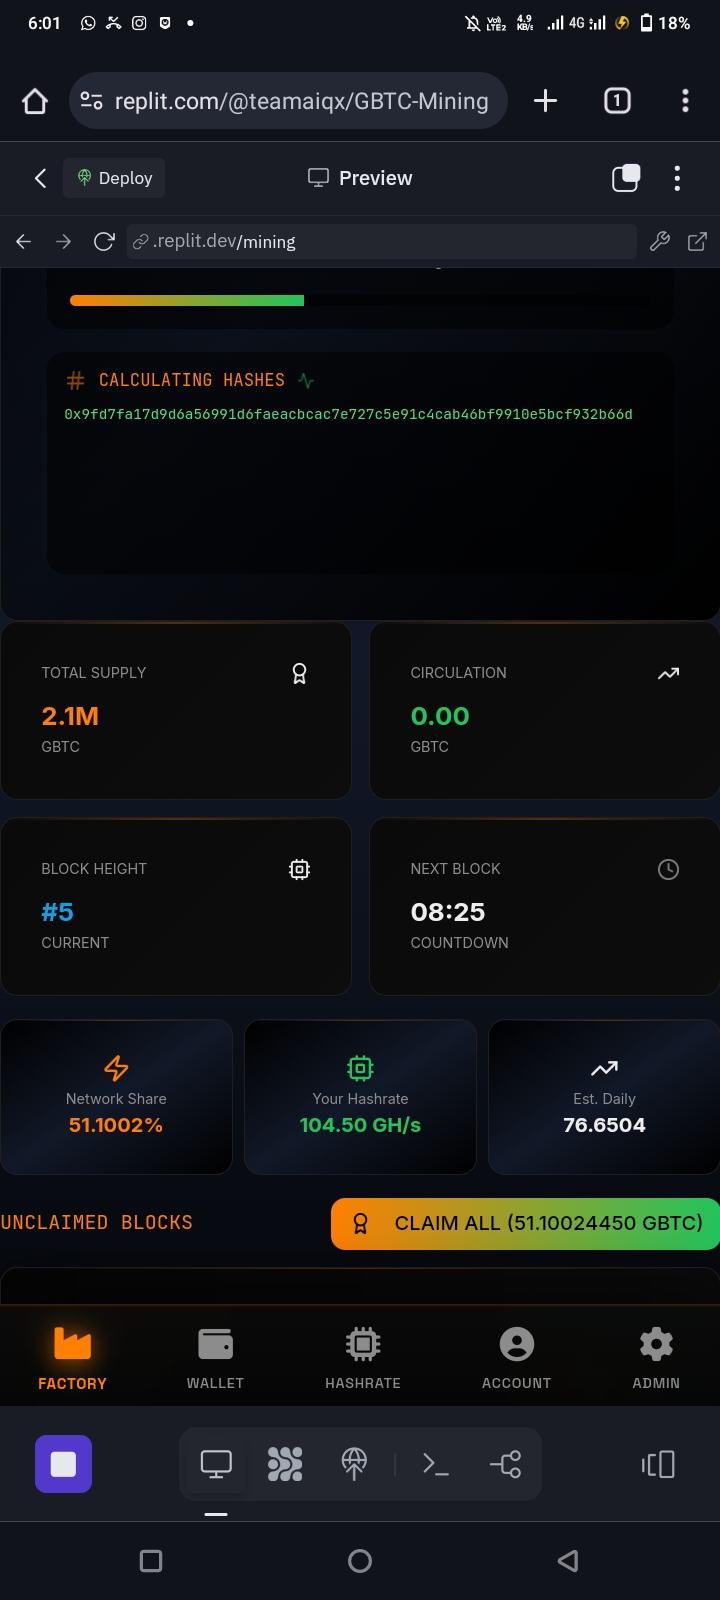 6:01
Vo)) LTE2 4.9 KB/s 4G 18%
replit.com/@teamaiqx/GBTC-Mining
1
Deploy
Preview
.replit.dev/mining
CALCULATING HASHES
0x9fd7fa17d9d6a56991d6faeacbcac7e727c5e91c4cab46bf9910e5bcf932b66d
TOTAL SUPPLY
2.1M
GBTC
CIRCULATION
0.00
GBTC
BLOCK HEIGHT
#5
CURRENT
NEXT BLOCK
08:25
COUNTDOWN
Network Share
51.1002%
Your Hashrate
104.50 GH/s
Est. Daily
76.6504
UNCLAIMED BLOCKS
CLAIM ALL (51.10024450 GBTC)
FACTORY
WALLET
HASHRATE
ACCOUNT
ADMIN